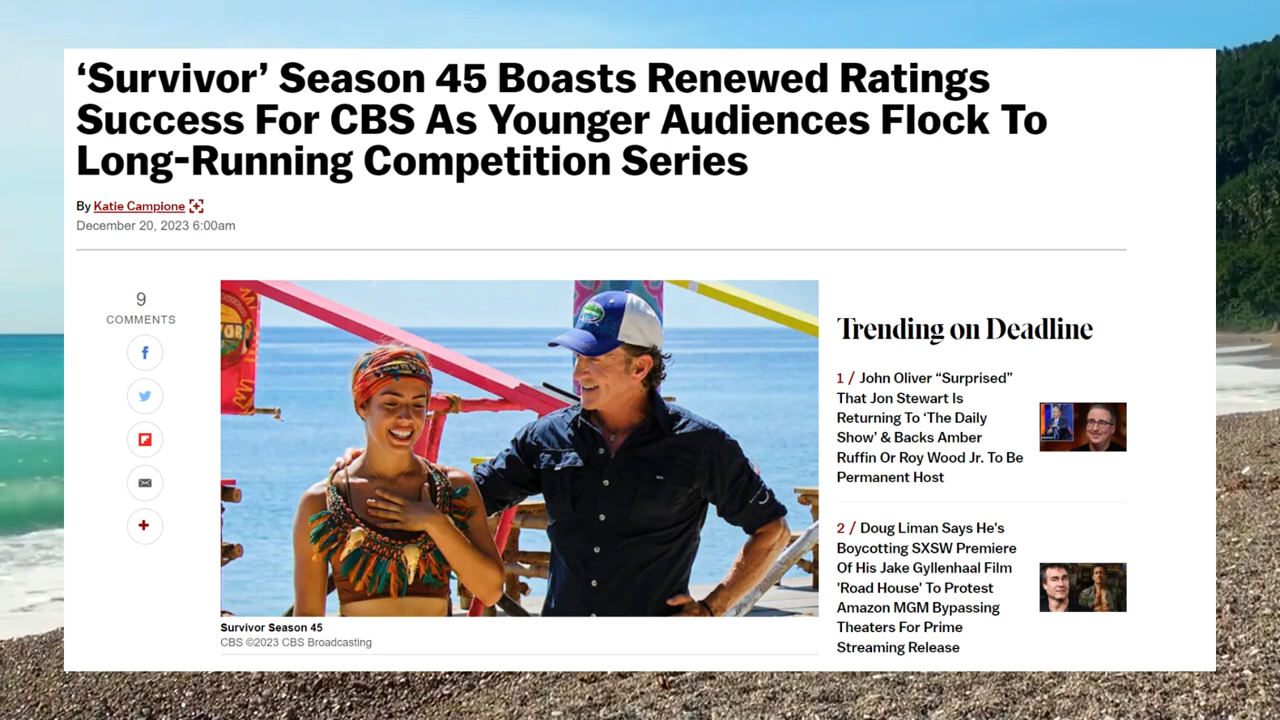 ‘Survivor’ Season 45 Boasts Renewed Ratings
Success For CBS As Younger Audiences Flock To
Long-Running Competition Series
By Katie Campione
December 20, 2023 6:00am
9
COMMENTS
Survivor Season 45
CBS ©2023 CBS Broadcasting
Trending on Deadline
1 / John Oliver “Surprised”
That Jon Stewart Is
Returning To ‘The Daily
Show’ & Backs Amber
Ruffin Or Roy Wood Jr. To Be
Permanent Host
2 / Doug Liman Says He's
Boycotting SXSW Premiere
Of His Jake Gyllenhaal Film
'Road House' To Protest
Amazon MGM Bypassing
Theaters For Prime
Streaming Release